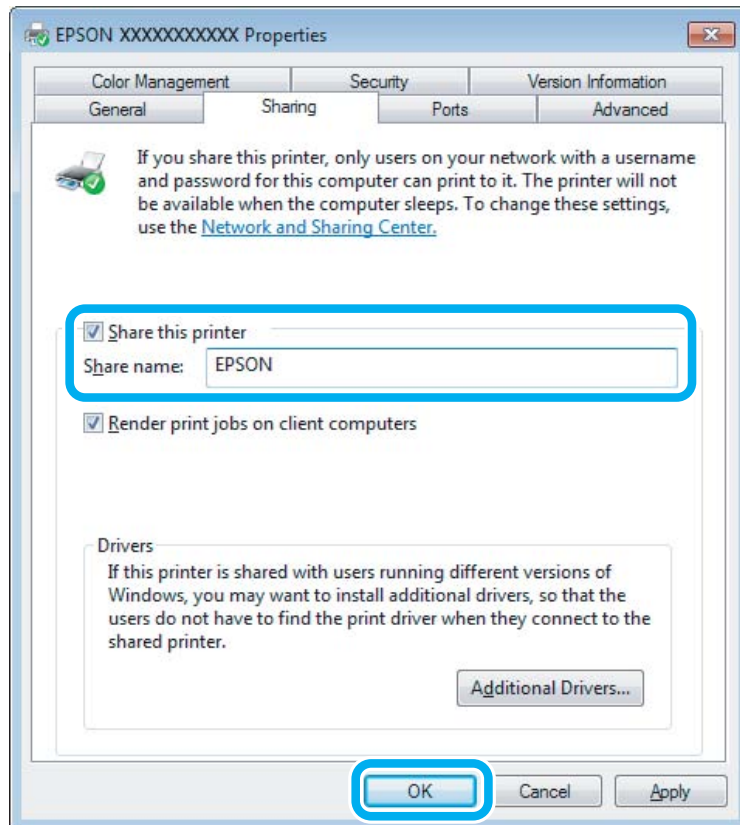 EPSON XXXXXXXXXXX Properties
Color Management Security Version Information
General Sharing Ports Advanced
If you share this printer, only users on your network with a username
and password for this computer can print to it. The printer will not
be available when the computer sleeps. To change these settings,
use the Network and Sharing Center.
Share this printer
Share name: EPSON
Render print jobs on client computers
Drivers
If this printer is shared with users running different versions of
Windows, you may want to install additional drivers, so that the
users do not have to find the print driver when they connect to the
shared printer.
Additional Drivers...
OK Cancel Apply